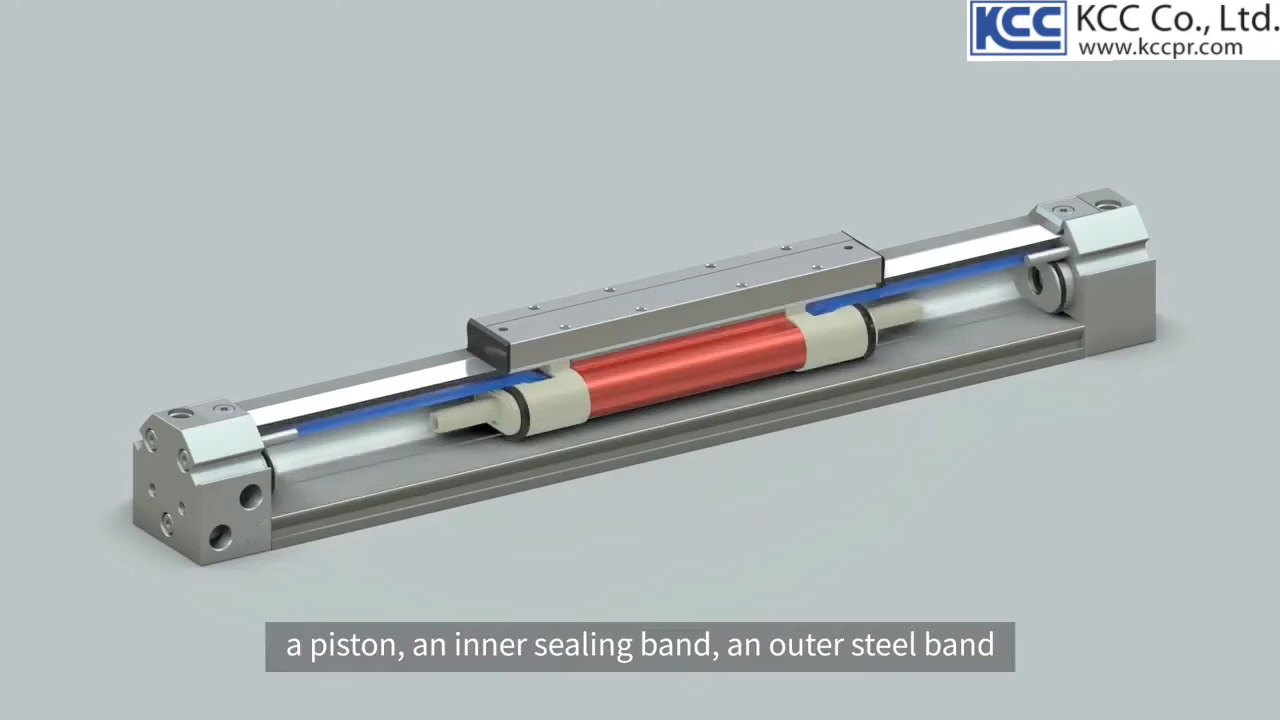 KCC
KCC Co., Ltd.
www.kccpr.com
a piston, an inner sealing band, an outer steel band